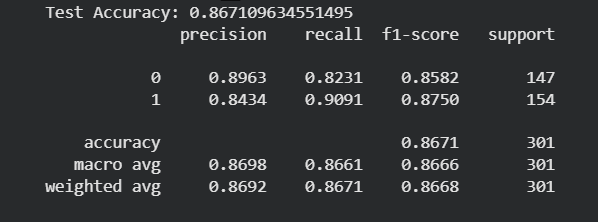 Test Accuracy: 0.867109634551495
precision recall f1-score support
0 0.8963 0.8231 0.8582 147
1 0.8434 0.9091 0.8750 154
accuracy 0.8671 301
macro avg 0.8698 0.8661 0.8666 301
weighted avg 0.8692 0.8671 0.8668 301